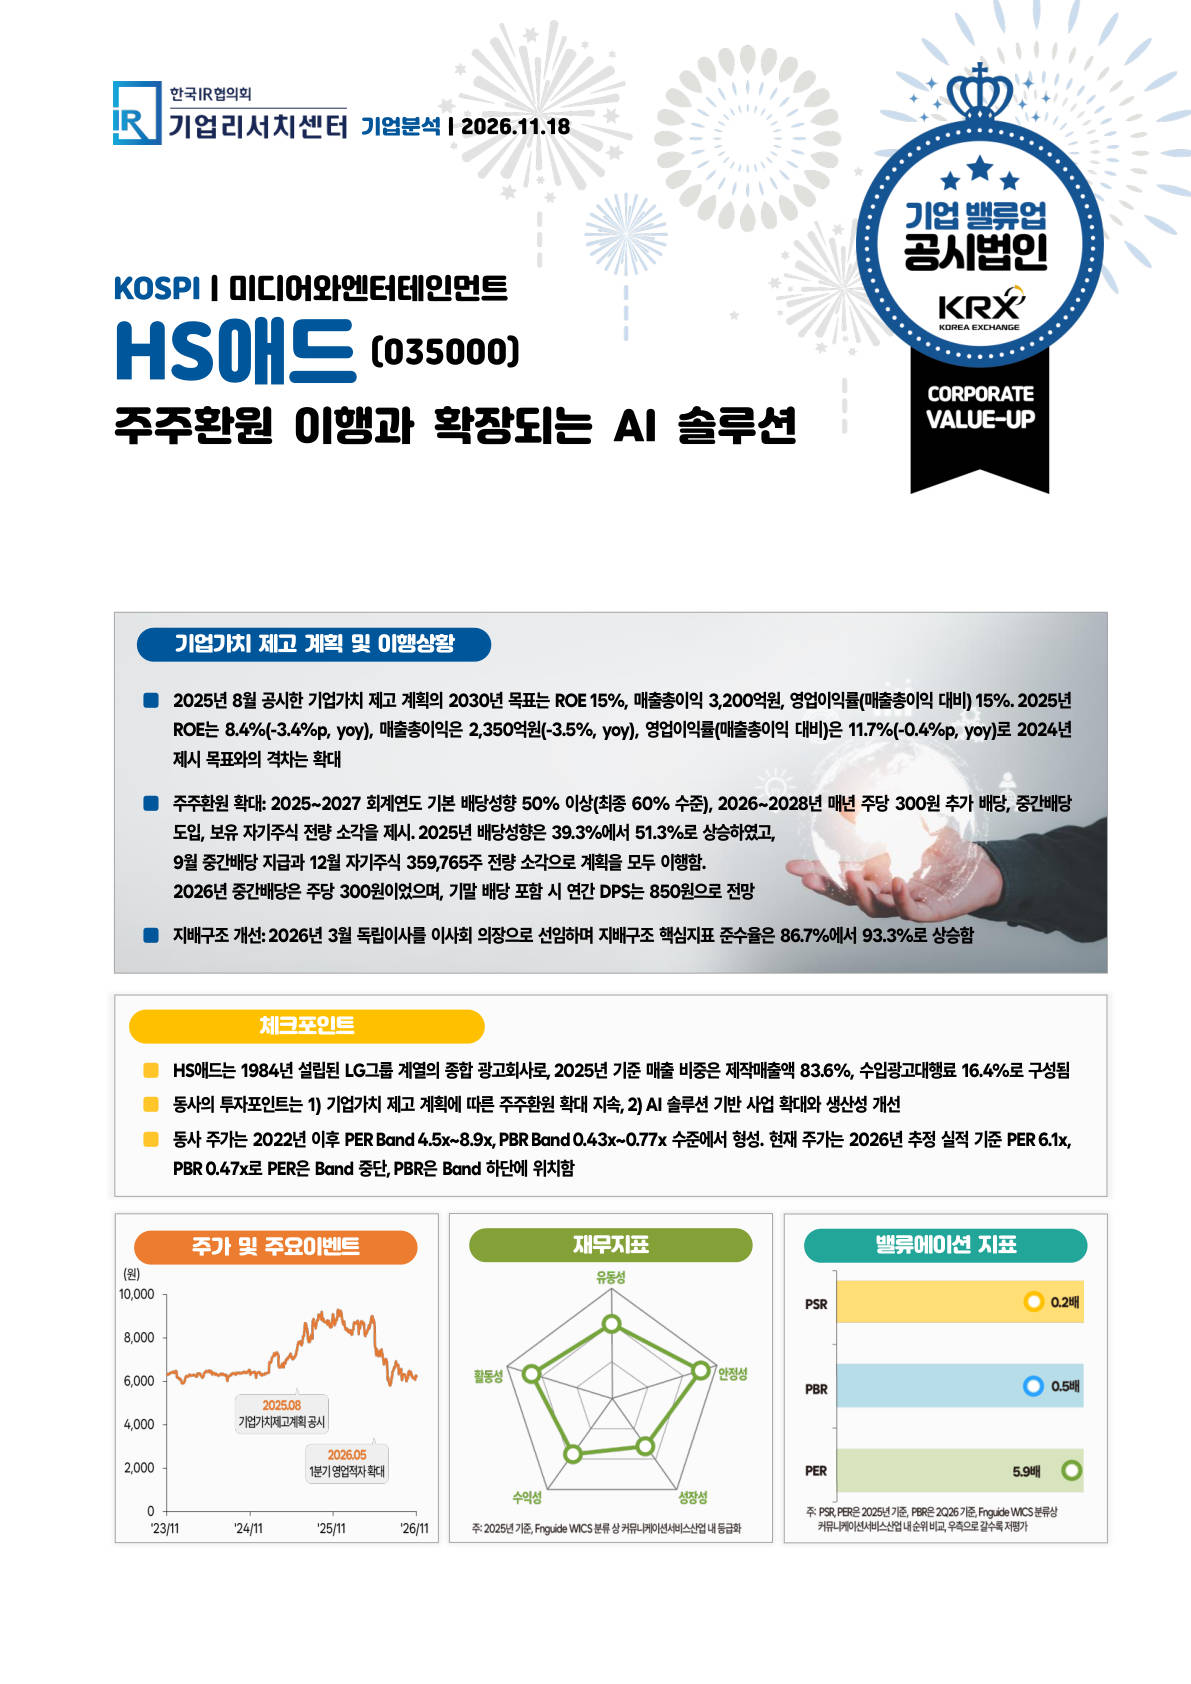 한국IR협의회
IR 기업리서치센터 기업분석 | 2026.11.18
기업 밸류업
공시법인
KRX
KOREA EXCHANGE
CORPORATE
VALUE-UP
KOSPI | 미디어와엔터테인먼트
HS애드 (035000)
주주환원 이행과 확장되는 AI 솔루션
기업가치 제고 계획 및 이행상황
2025년 8월 공시한 기업가치 제고 계획의 2030년 목표는 ROE 15%, 매출총이익 3,200억원, 영업이익률(매출총이익 대비) 15%. 2025년
ROE는 8.4%(-3.4%p, yoy), 매출총이익은 2,350억원(-3.5%, yoy), 영업이익률(매출총이익 대비)은 11.7%(-0.4%p, yoy)로 2024년
제시 목표와의 격차는 확대
주주환원 확대: 2025~2027 회계연도 기본 배당성향 50% 이상(최종 60% 수준), 2026~2028년 매년 주당 300원 추가 배당, 중간배당
도입, 보유 자기주식 전량 소각을 제시. 2025년 배당성향은 39.3%에서 51.3%로 상승하였고,
9월 중간배당 지급과 12월 자기주식 359,765주 전량 소각으로 계획을 모두 이행함.
2026년 중간배당은 주당 300원이었으며, 기말 배당 포함 시 연간 DPS는 850원으로 전망
지배구조 개선: 2026년 3월 독립이사를 이사회 의장으로 선임하며 지배구조 핵심지표 준수율은 86.7%에서 93.3%로 상승함
체크포인트
HS애드는 1984년 설립된 LG그룹 계열의 종합 광고회사로, 2025년 기준 매출 비중은 제작매출액 83.6%, 수입광고대행료 16.4%로 구성됨
동사의 투자포인트는 1) 기업가치 제고 계획에 따른 주주환원 확대 지속, 2) AI 솔루션 기반 사업 확대와 생산성 개선
동사 주가는 2022년 이후 PER Band 4.5x~8.9x, PBR Band 0.43x~0.77x 수준에서 형성. 현재 주가는 2026년 추정 실적 기준 PER 6.1x,
PBR 0.47x로 PER은 Band 중단, PBR은 Band 하단에 위치함
주가 및 주요이벤트
(원)
10,000
8,000
6,000
4,000
2,000
0
2025.08
기업가치제고계획 공시
2026.05
1분기 영업적자 확대
'23/11 '24/11 '25/11 '26/11
재무지표
유동성
활동성
안정성
수익성
성장성
주: 2025년 기준, Fnguide WICS 분류 상 커뮤니케이션서비스산업 내 등급화
밸류에이션 지표
PSR 0.2배
PBR 0.5배
PER 5.9배
주: PSR, PER은 2025년 기준, PBR은 2Q26 기준, Fnguide WICS 분류상
커뮤니케이션서비스산업 내 순위 비교, 우측으로 갈수록 저평가